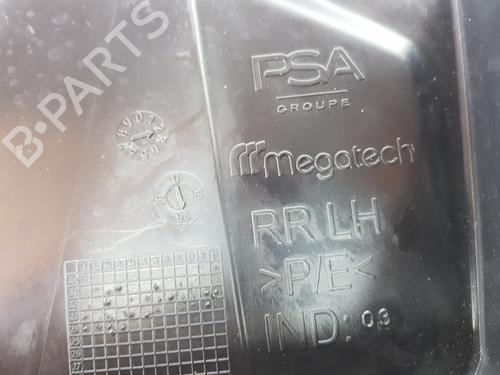 B-PARTS
PSA
GROUPE
megatech
RR LH
>P/E<
IND: 03